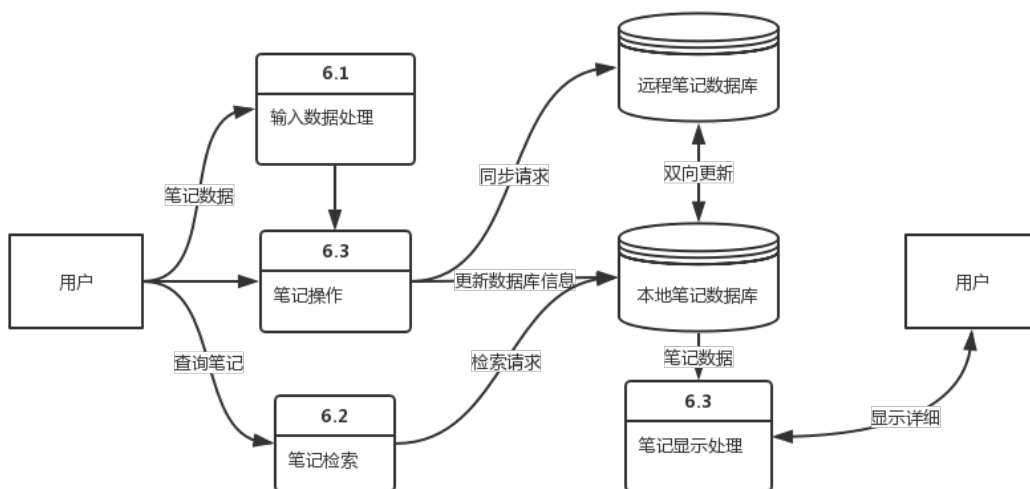 6.1
输入数据处理
远程笔记数据库
同步请求
双向更新
笔记数据
6.3
笔记操作
用户
更新数据库信息
本地笔记数据库
用户
查询笔记
检索请求
笔记数据
6.2
笔记检索
6.3
笔记显示处理
显示详细